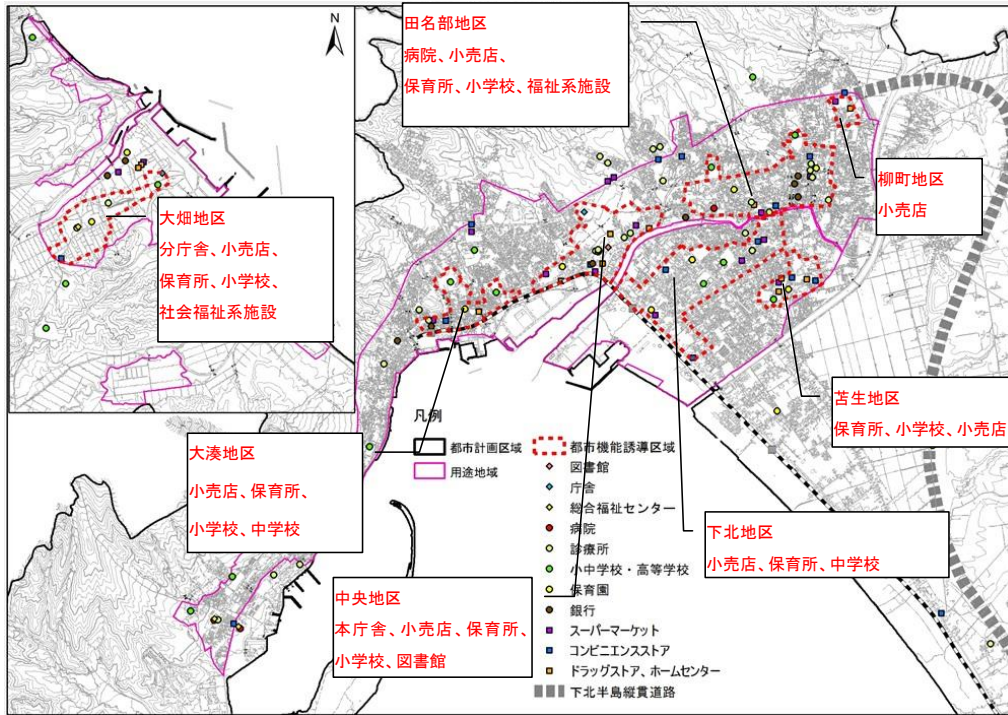 N
田名部地区
病院、小売店、
保育所、小学校、福祉系施設
柳町地区
小売店
大畑地区
分庁舎、小売店、
保育所、小学校、
社会福祉系施設
苫生地区
保育所、小学校、小売店
大湊地区
小売店、保育所、
小学校、中学校
下北地区
小売店、保育所、中学校
中央地区
本庁舎、小売店、保育所、
小学校、図書館
凡例
都市計画区域
用途地域
都市機能誘導区域
図書館
庁舎
総合福祉センター
病院
診療所
小中学校・高等学校
保育園
銀行
スーパーマーケット
コンビニエンスストア
ドラッグストア、ホームセンター
下北半島縦貫道路